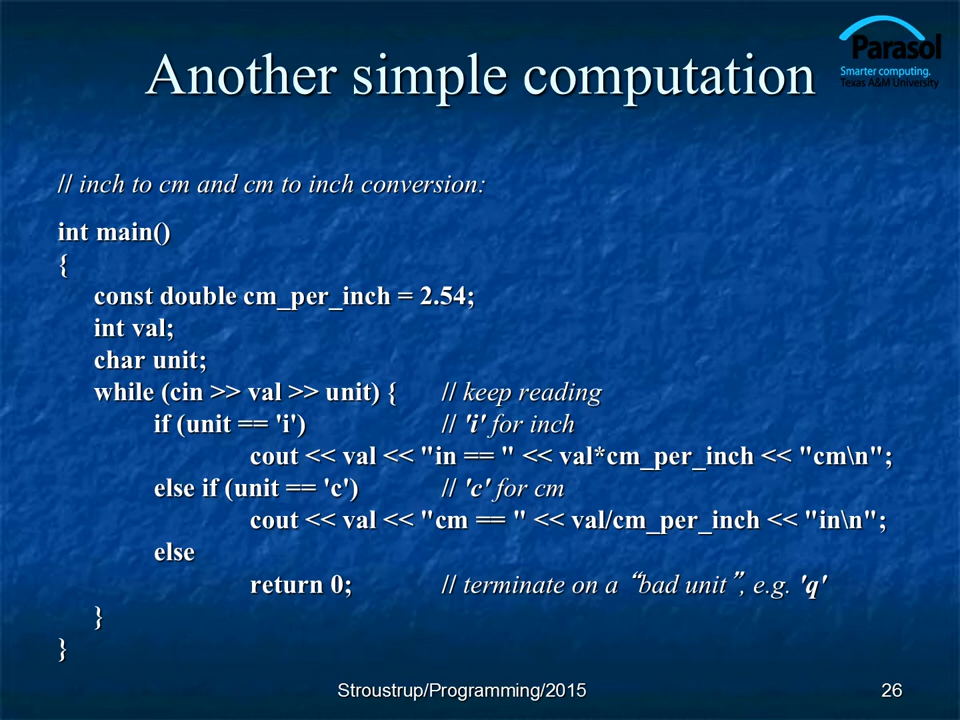 Parasol
Smarter computing.
Texas A&M University
Another simple computation
// inch to cm and cm to inch conversion:
int main()
{
const double cm_per_inch = 2.54;
int val;
char unit;
while (cin >> val >> unit) { // keep reading
if (unit == 'i') // 'i' for inch
cout << val << "in == " << val*cm_per_inch << "cm\n";
else if (unit == 'c') // 'c' for cm
cout << val << "cm == " << val/cm_per_inch << "in\n";
else
return 0; // terminate on a “bad unit”, e.g. 'q'
}
}
Stroustrup/Programming/2015 26